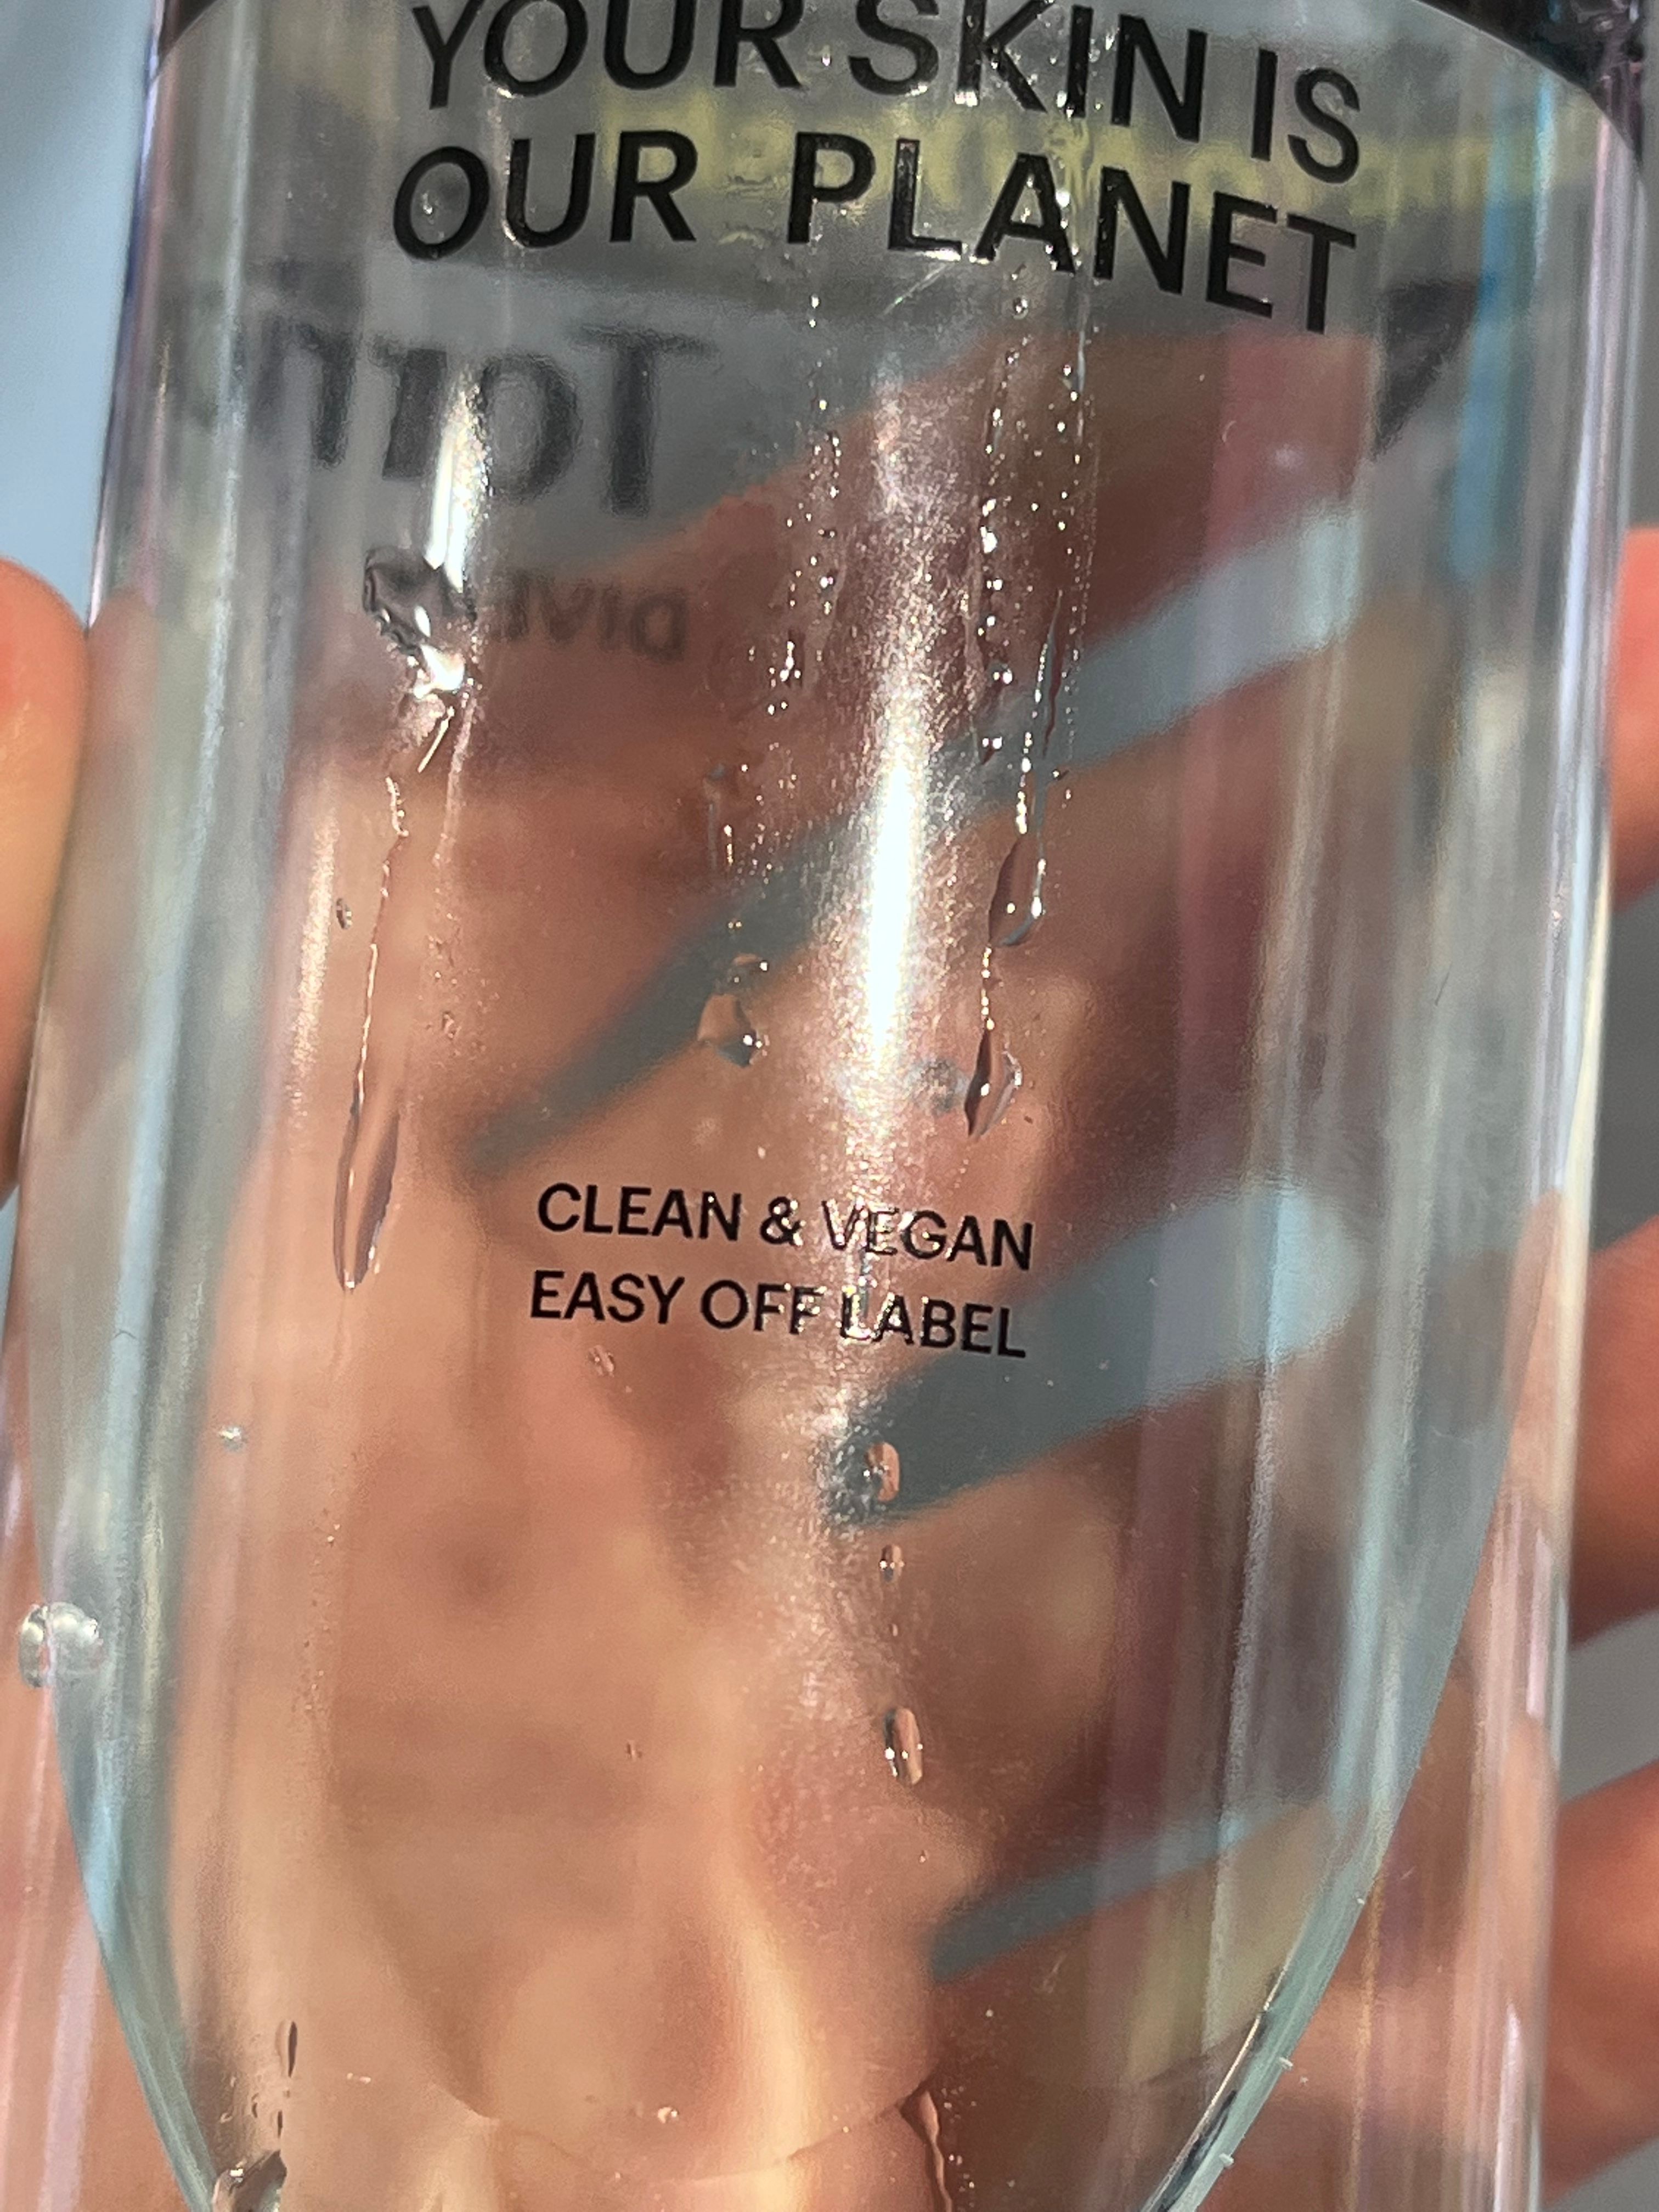 YOUR SKIN IS
OUR PLANET
CLEAN & VEGAN
EASY OFF LABEL